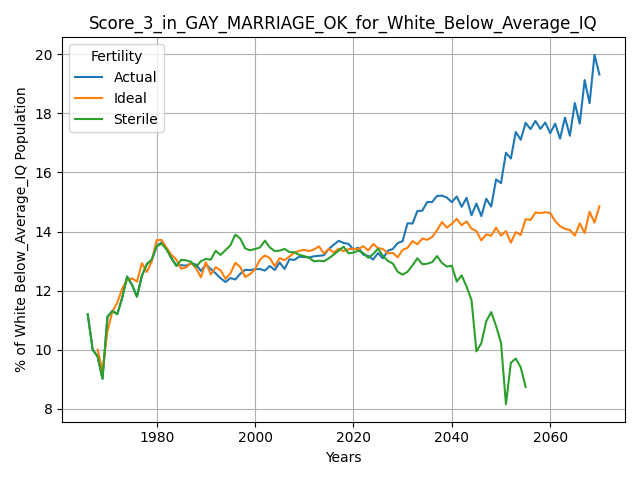 Score_3_in_GAY_MARRIAGE_OK_for_White_Below_Average_IQ
Fertility
Actual
Ideal
Sterile
% of White Below_Average_IQ Population
20
18
16
14
12
10
8
1980
2000
2020
2040
2060
Years